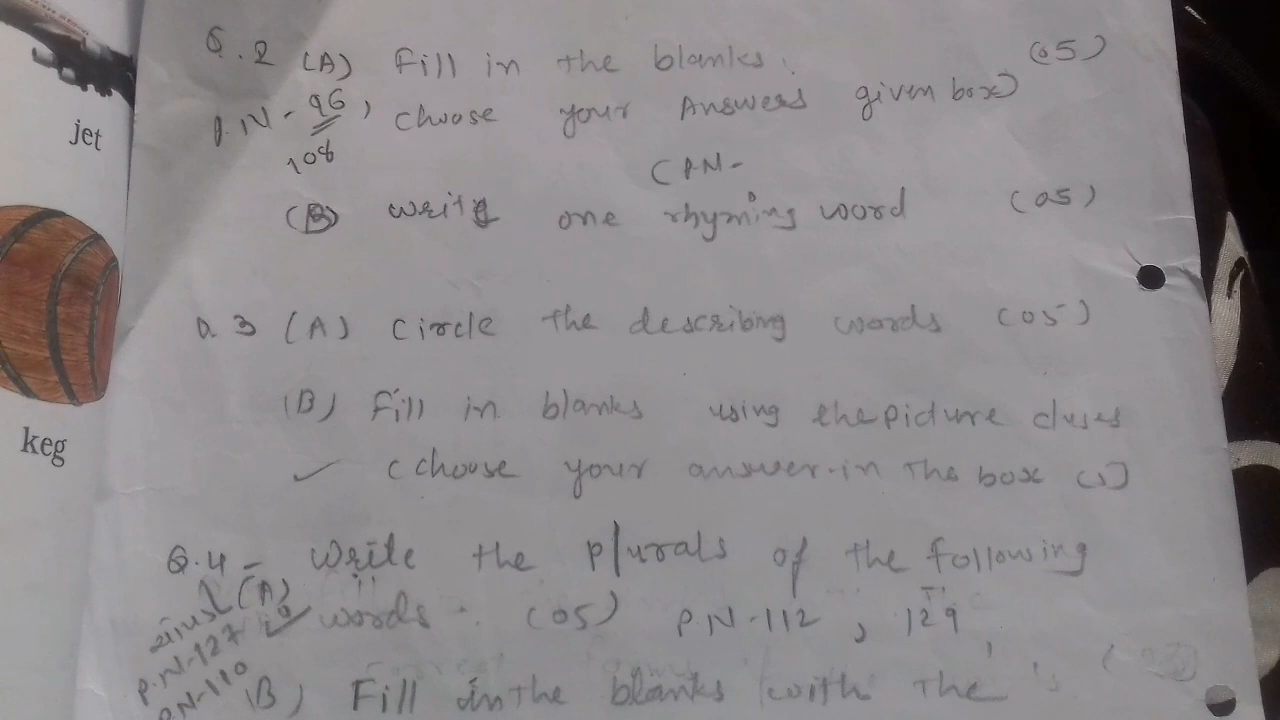 jet
keg
Q.2 (A) Fill in the blanks. (05)
P.N-96, choose your Answers given box)
108
(PN-
(B) write one rhyming word (05)
Q.3 (A) Circle the describing words (05)
(B) Fill in blanks using the picture cluses
✓ (choose your answer in The box (5)
Q.4 - Write the plurals of the following
(A) words. (05) P.N-112, 129
P.N-127
P.N-110
(B) Fill in the blanks with the